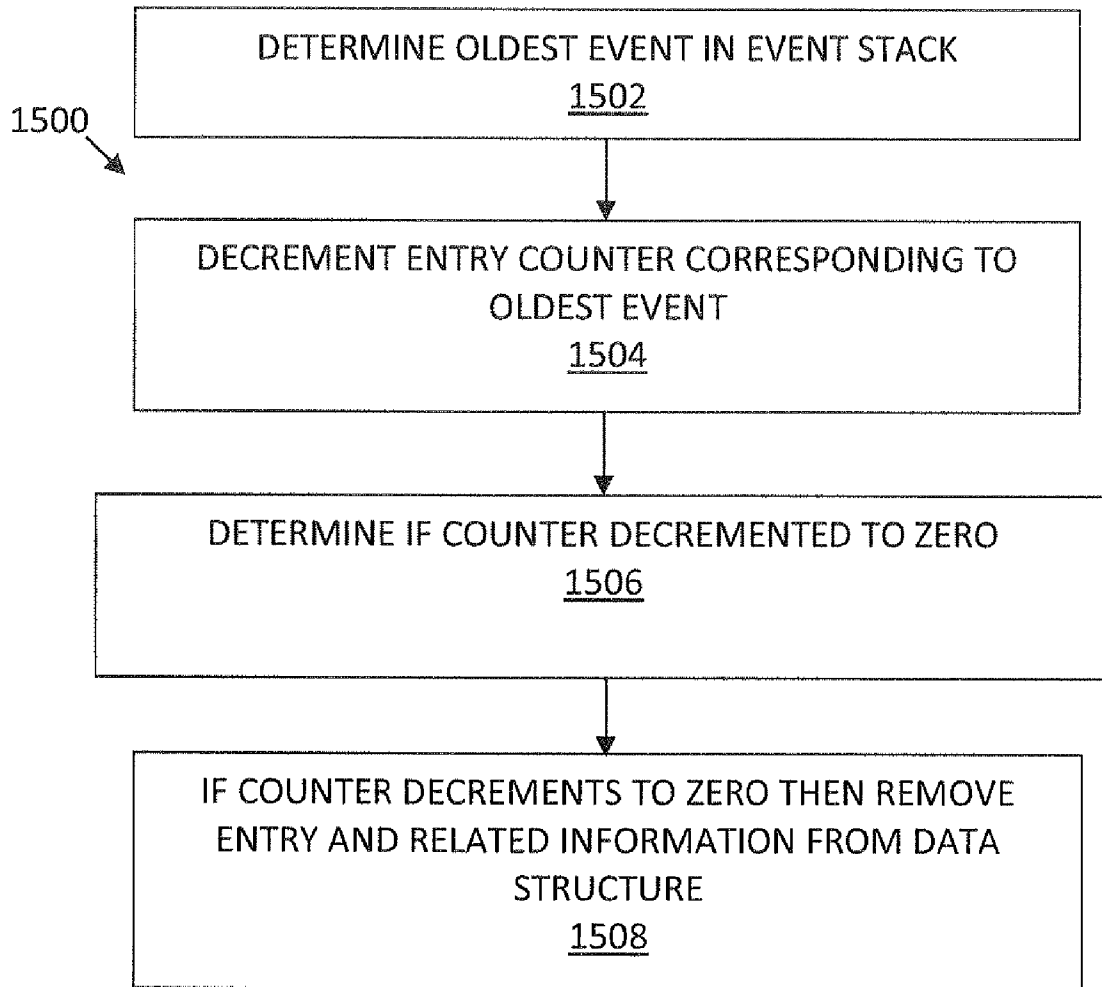 DETERMINE OLDEST EVENT IN EVENT STACK
1502
1500
DECREMENT ENTRY COUNTER CORRESPONDING TO
OLDEST EVENT
1504
DETERMINE IF COUNTER DECREMENTED TO ZERO
1506
IF COUNTER DECREMENTS TO ZERO THEN REMOVE
ENTRY AND RELATED INFORMATION FROM DATA
STRUCTURE
1508